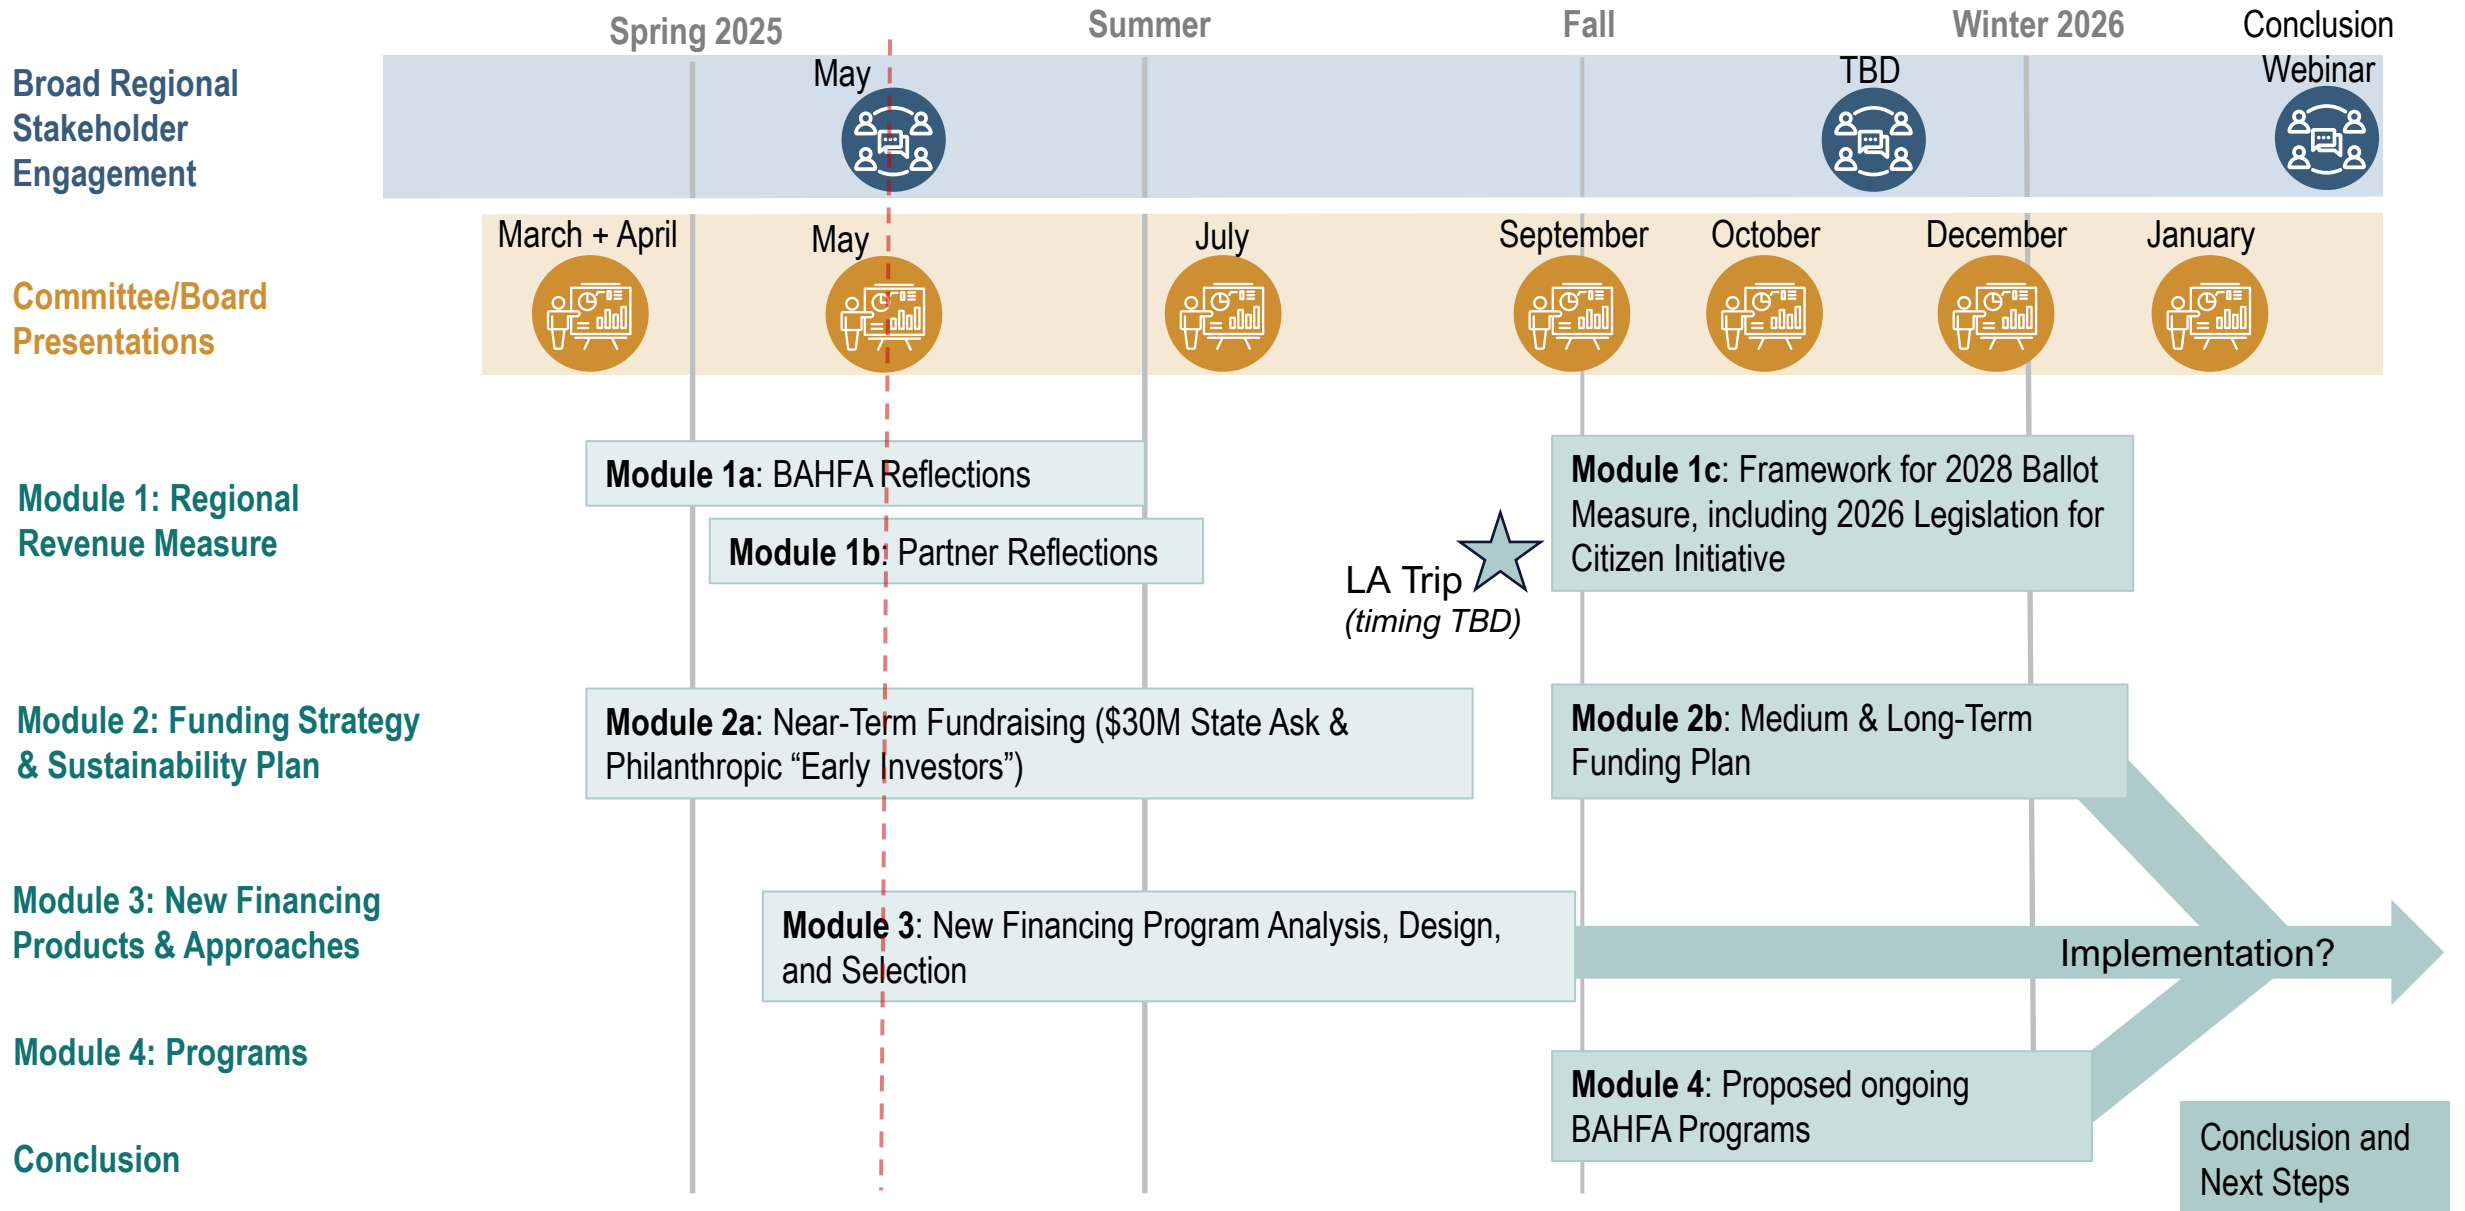 Spring 2025
Summer
Fall
Winter 2026
Conclusion
Webinar
Broad Regional
Stakeholder
Engagement
May
TBD
Committee/Board
Presentations
March + April
May
July
September
October
December
January
Module 1: Regional
Revenue Measure
Module 1a: BAHFA Reflections
Module 1b: Partner Reflections
LA Trip
(timing TBD)
Module 1c: Framework for 2028 Ballot
Measure, including 2026 Legislation for
Citizen Initiative
Module 2: Funding Strategy
& Sustainability Plan
Module 2a: Near-Term Fundraising ($30M State Ask &
Philanthropic “Early Investors”)
Module 2b: Medium & Long-Term
Funding Plan
Module 3: New Financing
Products & Approaches
Module 3: New Financing Program Analysis, Design,
and Selection
Implementation?
Module 4: Programs
Module 4: Proposed ongoing
BAHFA Programs
Conclusion
Conclusion and
Next Steps